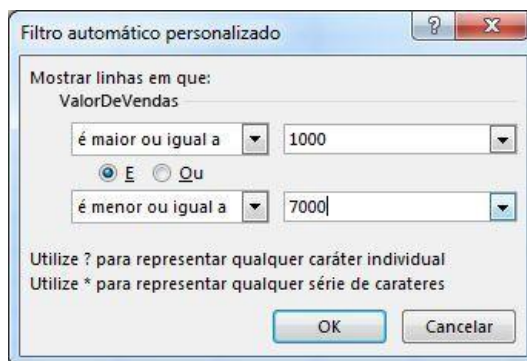 Filtro automático personalizado
Mostrar linhas em que:
ValorDeVendas
é maior ou igual a 1000
E Ou
é menor ou igual a 7000
Utilize ? para representar qualquer caráter individual
Utilize * para representar qualquer série de carateres
OK Cancelar